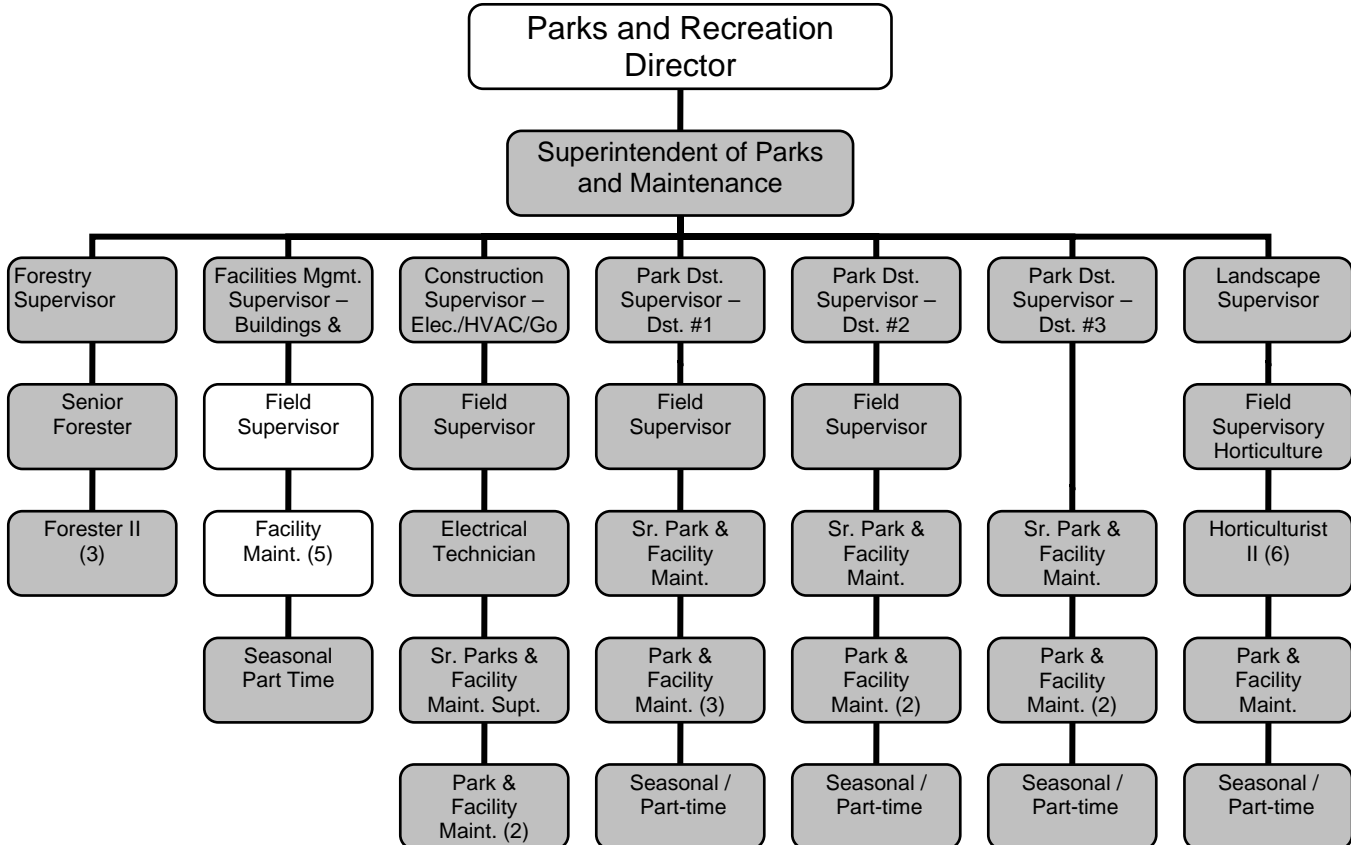 Parks and Recreation
Director
Superintendent of Parks
and Maintenance
Forestry
Supervisor
Facilities Mgmt.
Supervisor –
Buildings &
Construction
Supervisor –
Elec./HVAC/Go
Park Dst.
Supervisor –
Dst. #1
Park Dst.
Supervisor –
Dst. #2
Park Dst.
Supervisor –
Dst. #3
Landscape
Supervisor
Senior
Forester
Field
Supervisor
Field
Supervisor
Field
Supervisor
Field
Supervisor
Field
Supervisory
Horticulture
Forester II
(3)
Facility
Maint. (5)
Electrical
Technician
Sr. Park &
Facility
Maint.
Sr. Park &
Facility
Maint.
Sr. Park &
Facility
Maint.
Horticulturist
II (6)
Seasonal
Part Time
Sr. Parks &
Facility
Maint. Supt.
Park &
Facility
Maint. (3)
Park &
Facility
Maint. (2)
Park &
Facility
Maint. (2)
Park &
Facility
Maint.
Park &
Facility
Maint. (2)
Seasonal /
Part-time
Seasonal /
Part-time
Seasonal /
Part-time
Seasonal /
Part-time